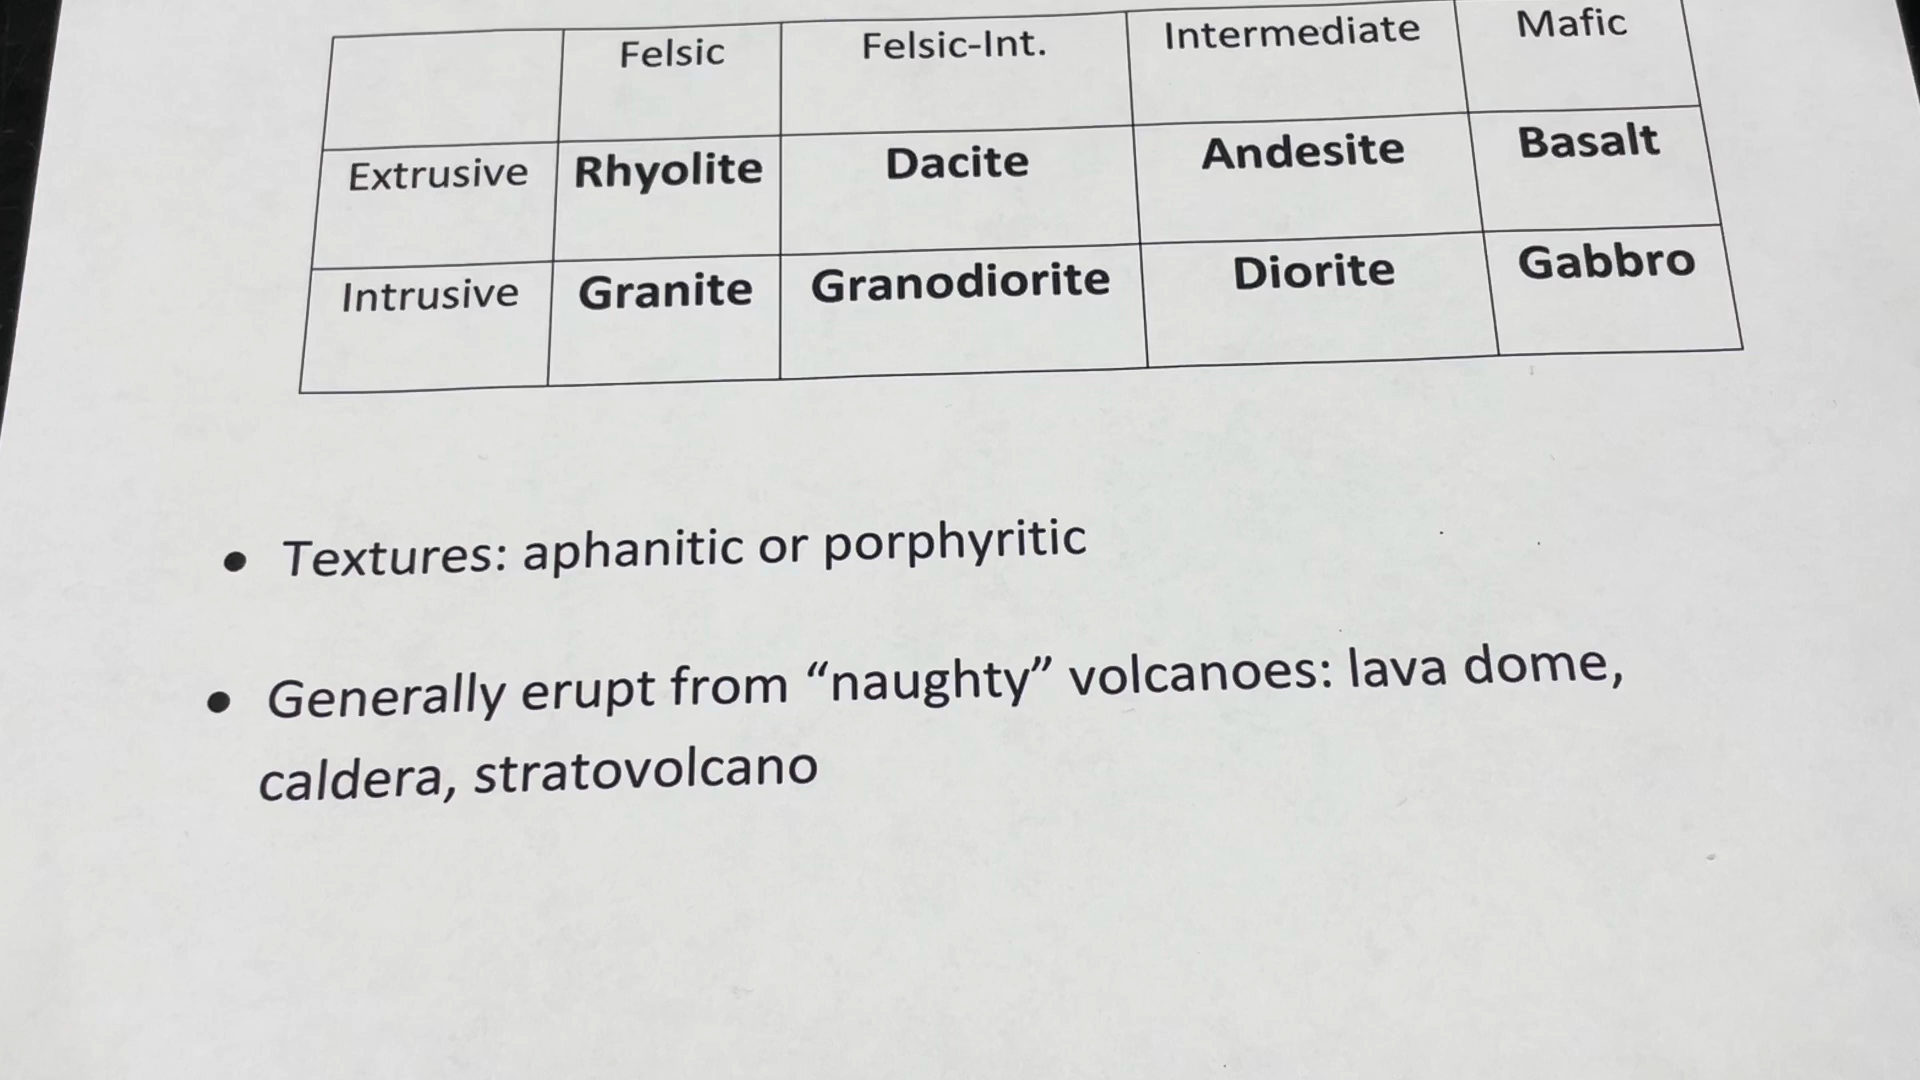 Felsic Felsic-Int. Intermediate Mafic
Extrusive Rhyolite Dacite Andesite Basalt
Intrusive Granite Granodiorite Diorite Gabbro
• Textures: aphanitic or porphyritic
• Generally erupt from “naughty” volcanoes: lava dome,
caldera, stratovolcano